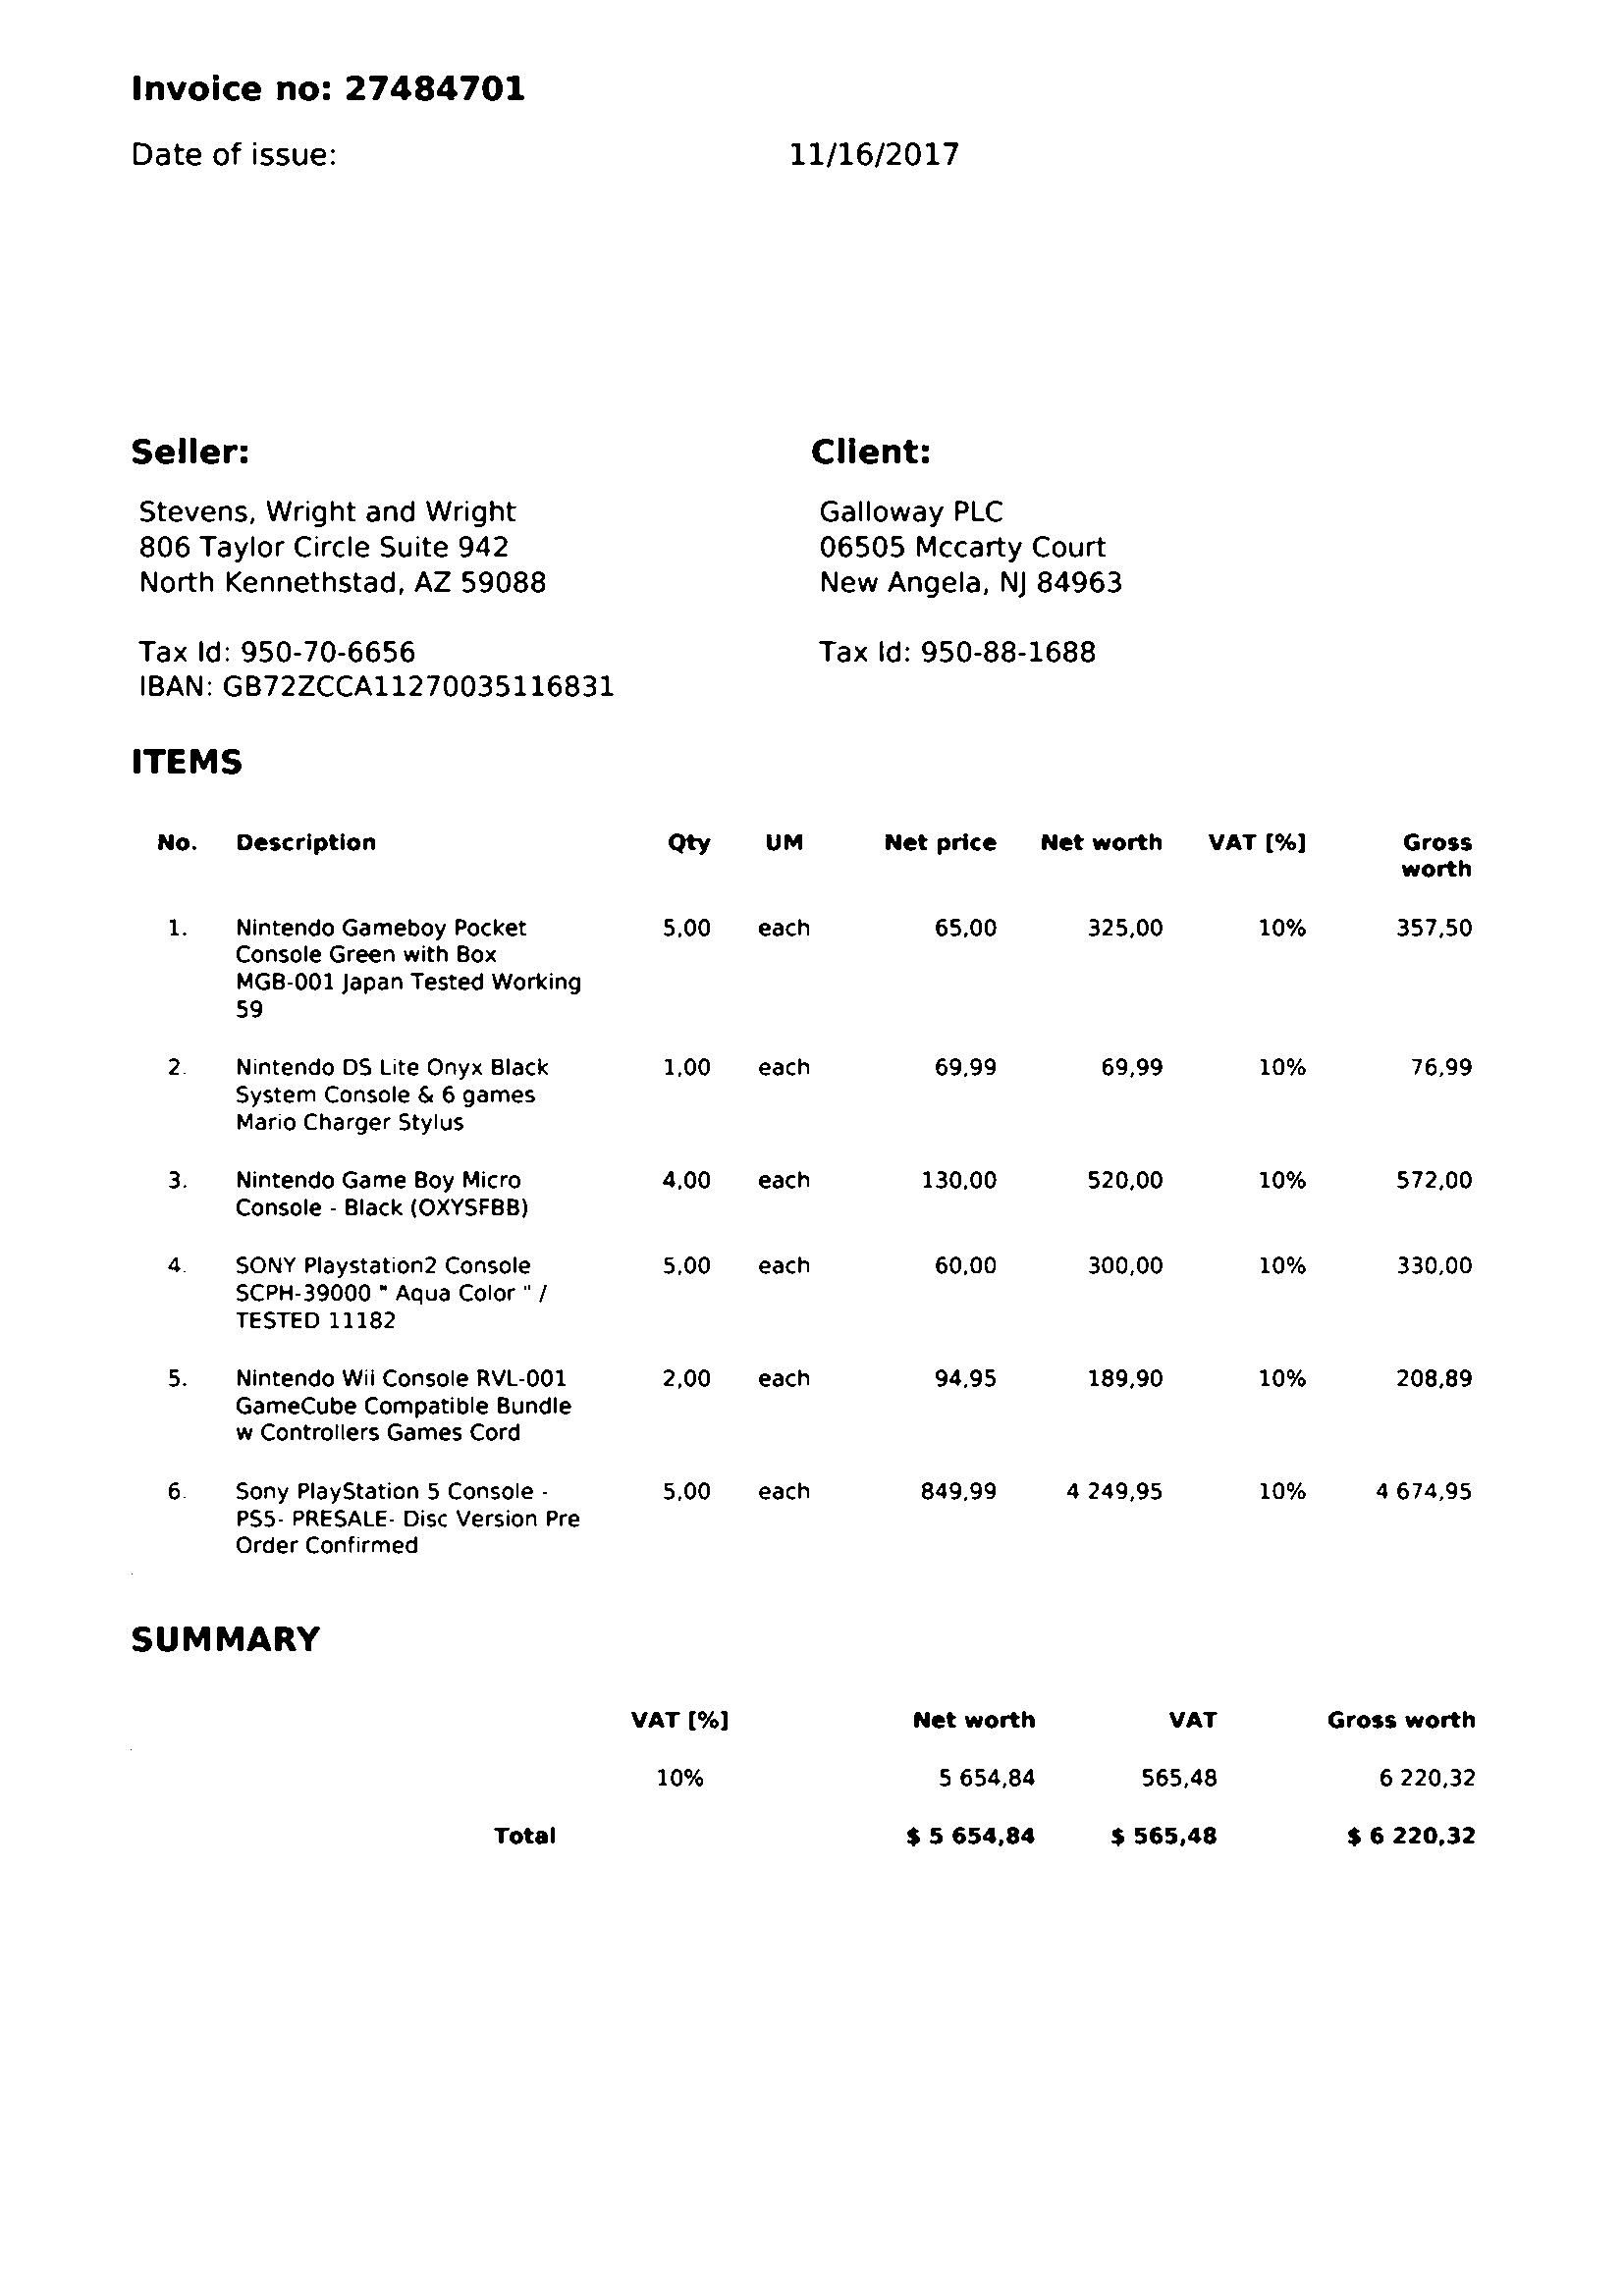 Invoice no: 27484701
Date of issue: 11/16/2017
Seller: Client:
Stevens, Wright and Wright Galloway PLC
806 Taylor Circle Suite 942 06505 Mccarty Court
North Kennethstad, AZ 59088 New Angela, NJ 84963
Tax Id: 950-70-6656 Tax Id: 950-88-1688
IBAN: GB72ZCCA11270035116831
ITEMS
No. Description Qty UM Net price Net worth VAT [%] Gross
worth
1. Nintendo Gameboy Pocket 5,00 each 65,00 325,00 10% 357,50
Console Green with Box
MGB-001 Japan Tested Working
59
2. Nintendo DS Lite Onyx Black 1,00 each 69,99 69,99 10% 76,99
System Console & 6 games
Mario Charger Stylus
3. Nintendo Game Boy Micro 4,00 each 130,00 520,00 10% 572,00
Console - Black (OXYSFBB)
4. SONY Playstation2 Console 5,00 each 60,00 300,00 10% 330,00
SCPH-39000 " Aqua Color " /
TESTED 11182
5. Nintendo Wii Console RVL-001 2,00 each 94,95 189,90 10% 208,89
GameCube Compatible Bundle
w Controllers Games Cord
6. Sony PlayStation 5 Console - 5,00 each 849,99 4 249,95 10% 4 674,95
PS5- PRESALE- Disc Version Pre
Order Confirmed
SUMMARY
VAT [%] Net worth VAT Gross worth
10% 5 654,84 565,48 6 220,32
Total $ 5 654,84 $ 565,48 $ 6 220,32